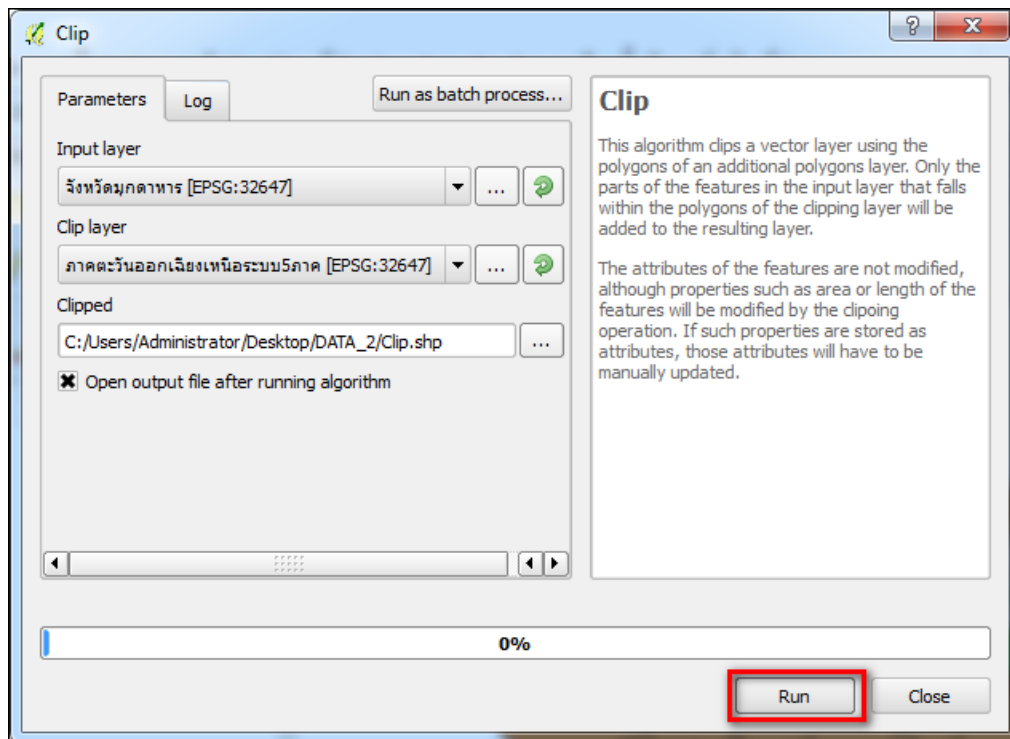 Clip
Parameters
Log
Run as batch process...
Input layer
จังหวัดมุกดาหาร [EPSG:32647]
...
Clip layer
ภาคตะวันออกเฉียงเหนือระบบ5ภาค [EPSG:32647]
...
Clipped
C:/Users/Administrator/Desktop/DATA_2/Clip.shp
...
Open output file after running algorithm
Clip
This algorithm clips a vector layer using the
polygons of an additional polygons layer. Only the
parts of the features in the input layer that falls
within the polygons of the clipping layer will be
added to the resulting layer.
The attributes of the features are not modified,
although properties such as area or length of the
features will be modified by the clipoing
operation. If such properties are stored as
attributes, those attributes will have to be
manually updated.
0%
Run
Close